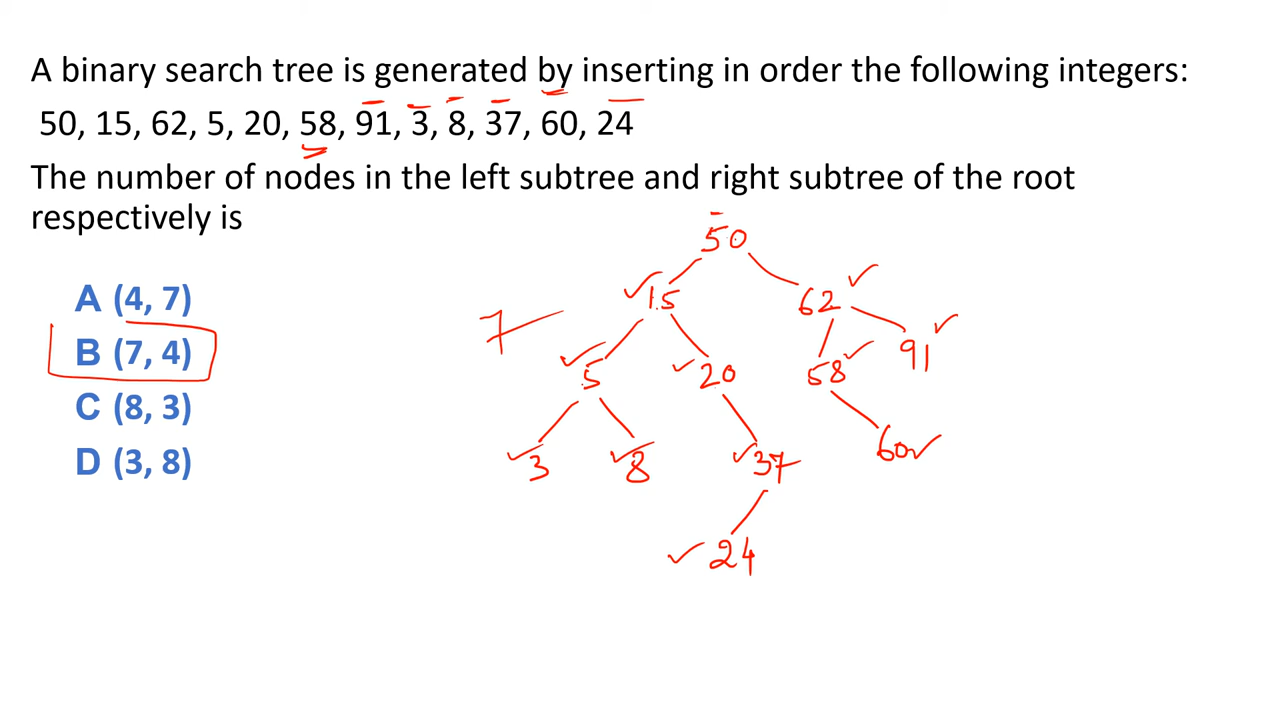 A binary search tree is generated by inserting in order the following integers:
50, 15, 62, 5, 20, 58, 91, 3, 8, 37, 60, 24
The number of nodes in the left subtree and right subtree of the root
respectively is
50
A (4, 7)
15 62
B (7, 4)
7
5 20 58 91
C (8, 3)
D (3, 8)
3 8 37 60
24